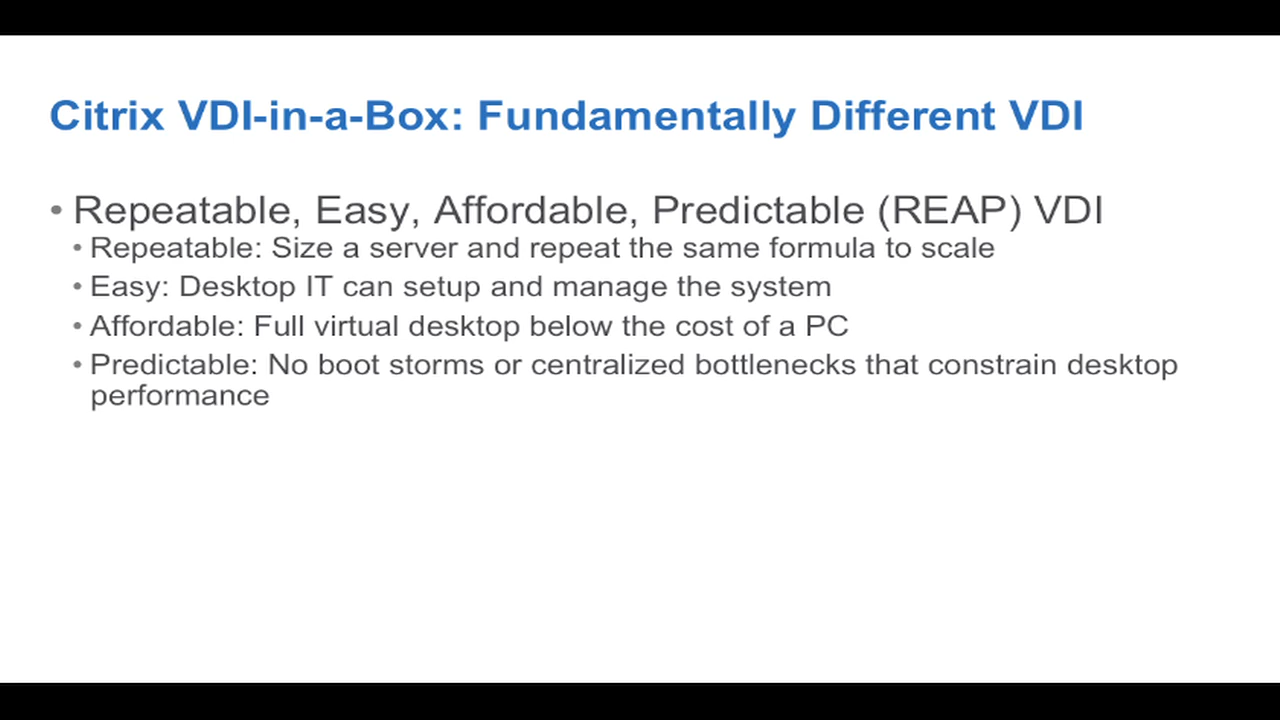 Citrix VDI-in-a-Box: Fundamentally Different VDI
• Repeatable, Easy, Affordable, Predictable (REAP) VDI
• Repeatable: Size a server and repeat the same formula to scale
• Easy: Desktop IT can setup and manage the system
• Affordable: Full virtual desktop below the cost of a PC
• Predictable: No boot storms or centralized bottlenecks that constrain desktop
performance